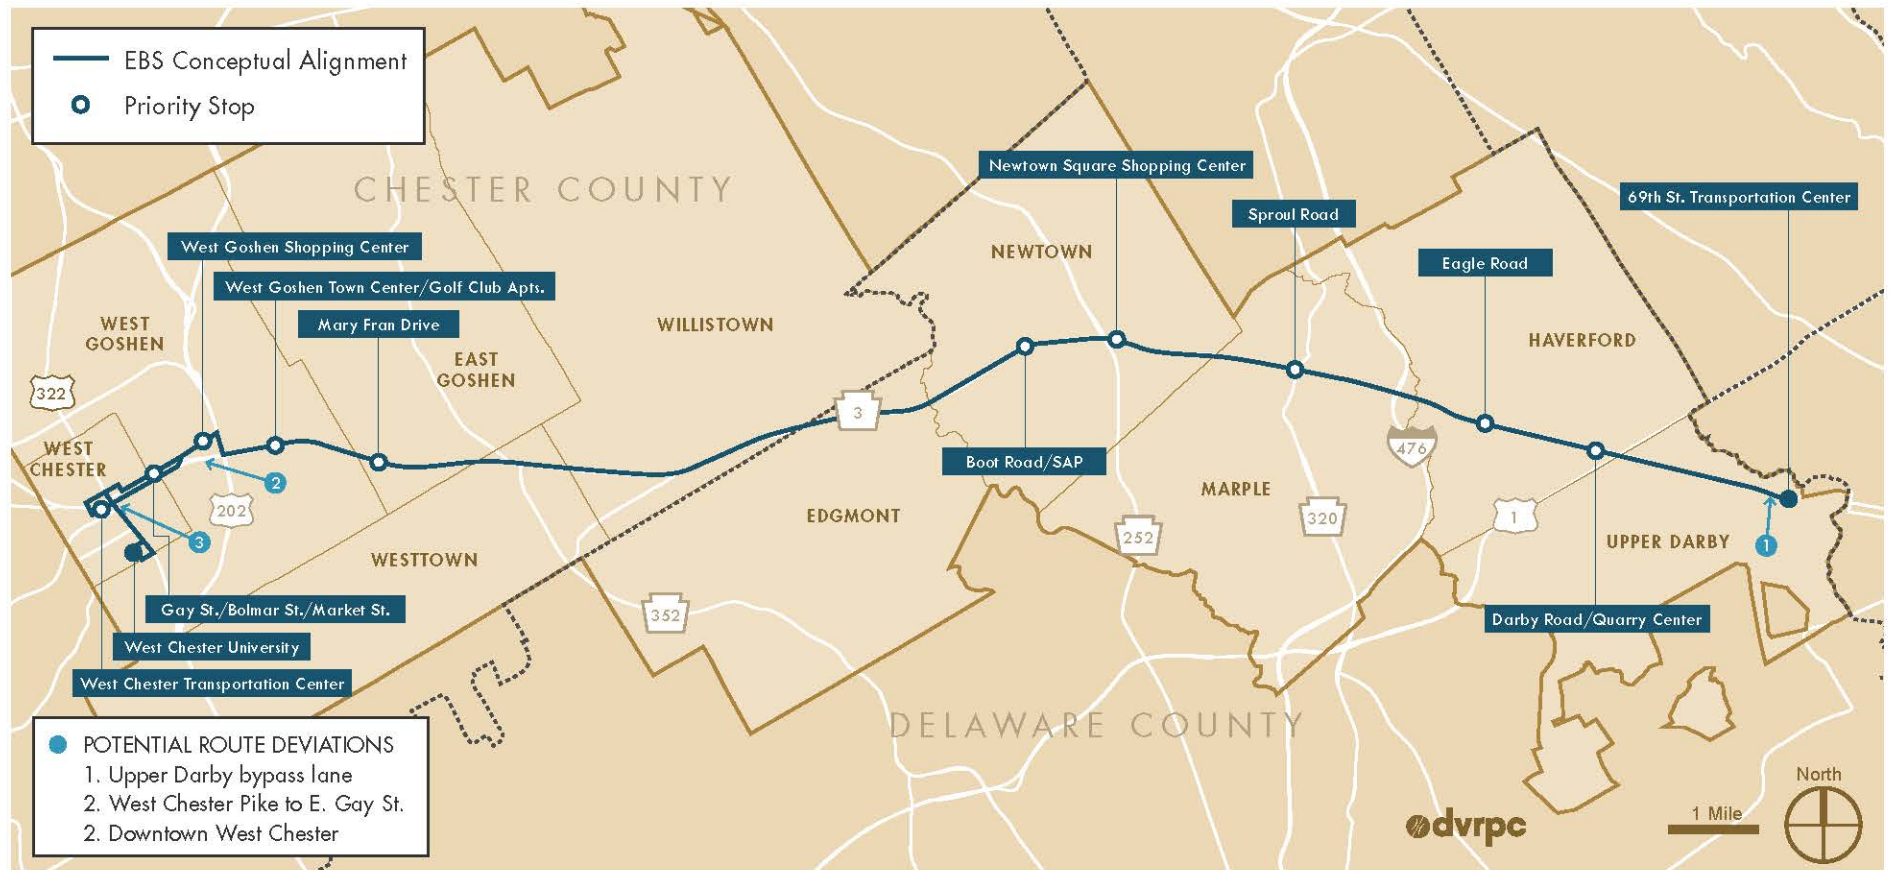 EBS Conceptual Alignment
Priority Stop
CHESTER COUNTY
Newtown Square Shopping Center
69th St. Transportation Center
Sproul Road
West Goshen Shopping Center
NEWTOWN
Eagle Road
West Goshen Town Center/Golf Club Apts.
Mary Fran Drive
WEST
GOSHEN
WILLISTOWN
HAVERFORD
EAST
GOSHEN
322
3
WEST
CHESTER
476
Boot Road/SAP
2
MARPLE
202
EDGMONT
320
1
252
3
UPPER DARBY
1
WESTTOWN
Gay St./Bolmar St./Market St.
352
Darby Road/Quarry Center
West Chester University
West Chester Transportation Center
DELAWARE COUNTY
POTENTIAL ROUTE DEVIATIONS
1. Upper Darby bypass lane
2. West Chester Pike to E. Gay St.
2. Downtown West Chester
dvrpc
1 Mile
North